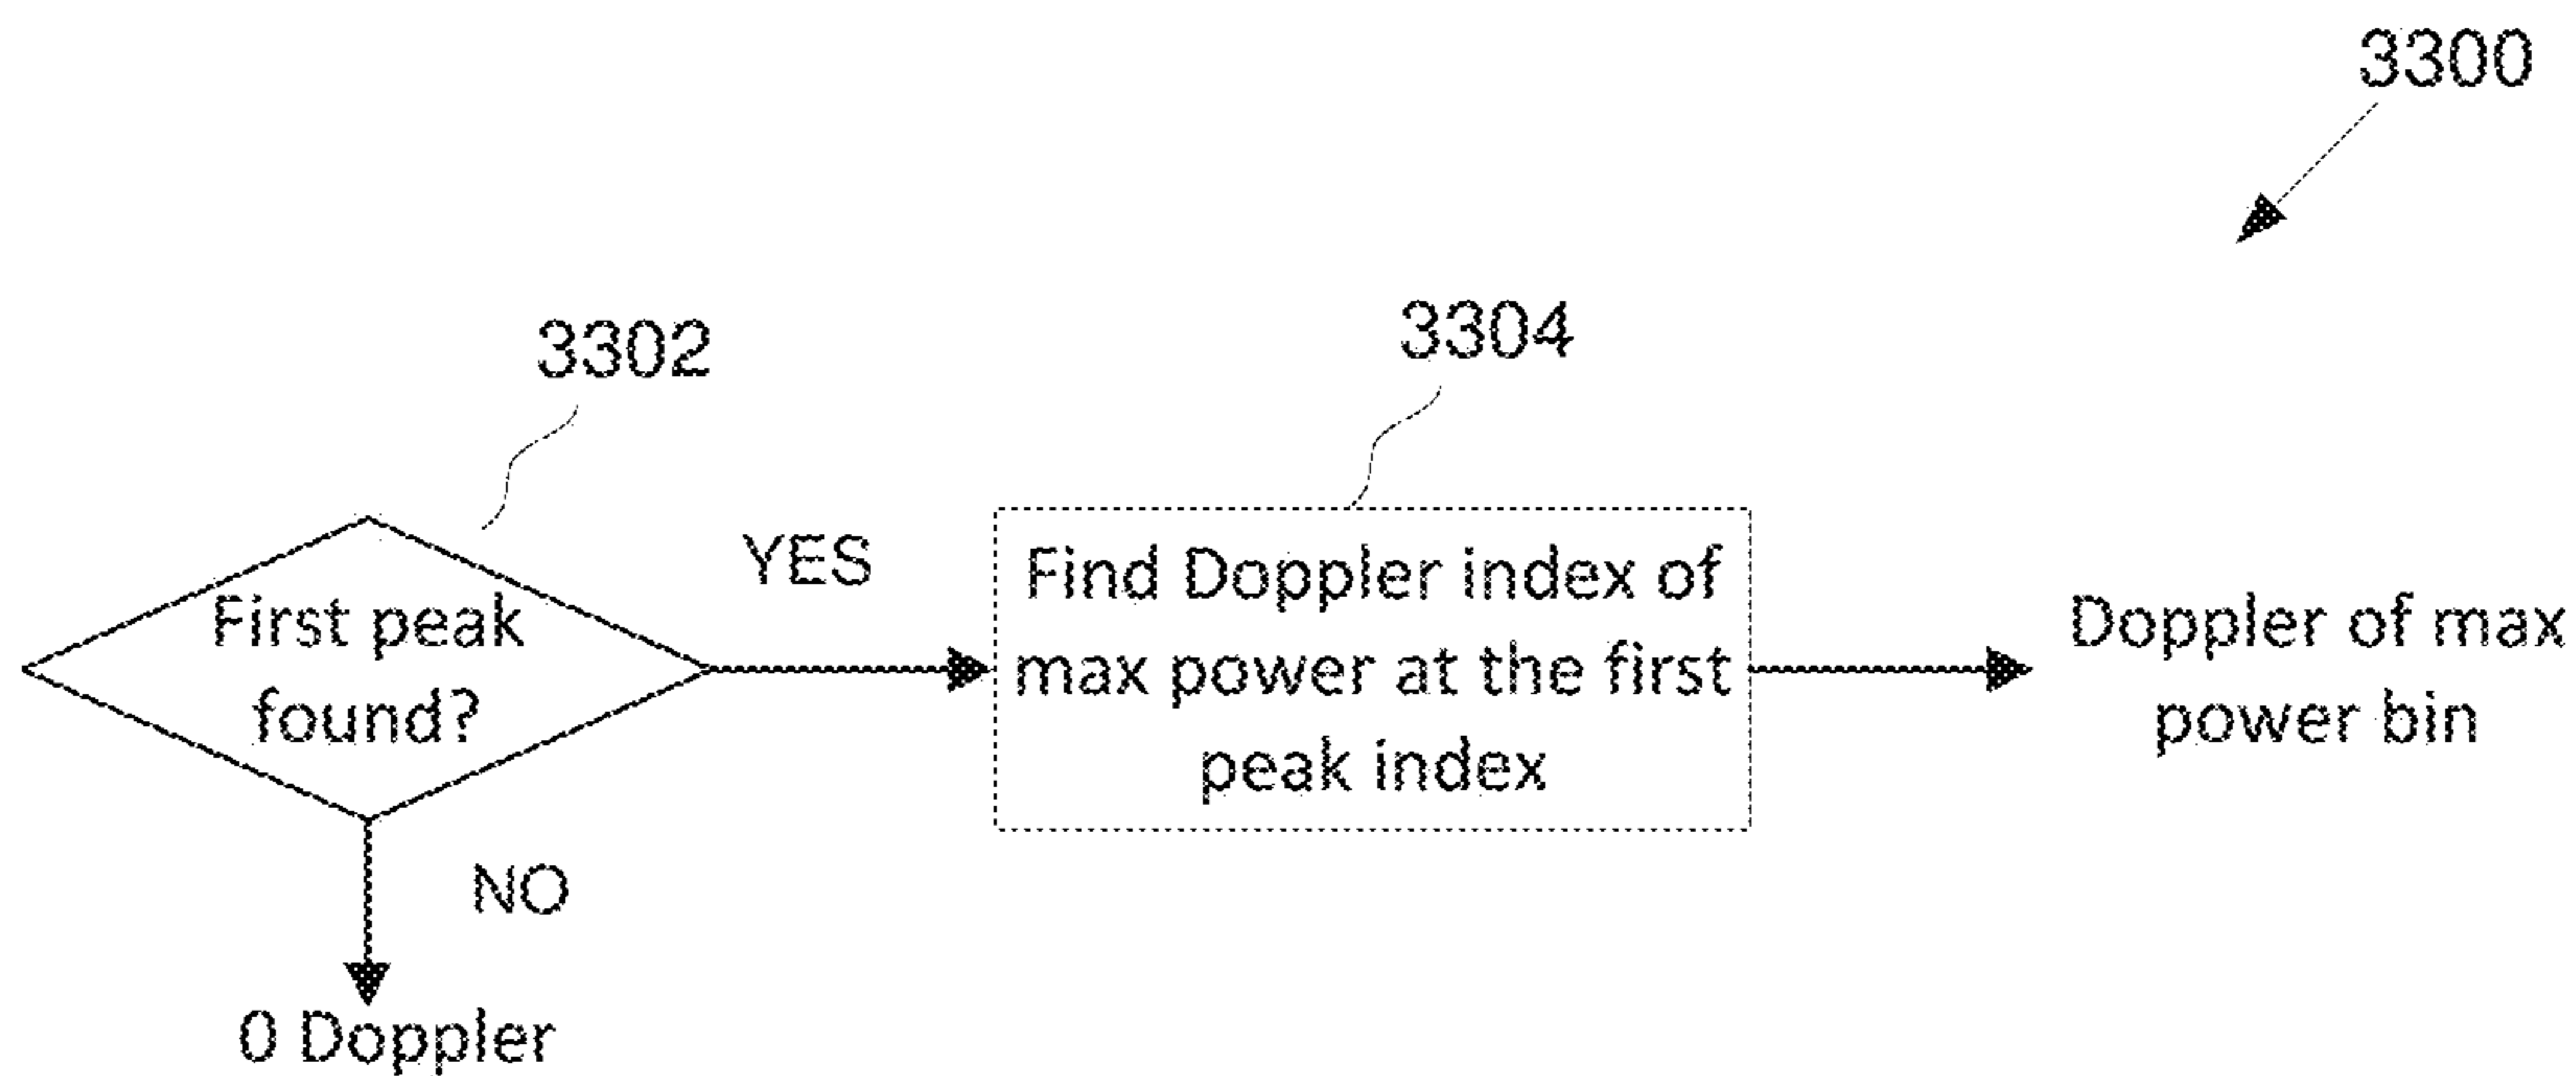 3300
3302
3304
YES
First peak
found?
Find Doppler index of
max power at the first
peak index
Doppler of max
power bin
NO
0 Doppler